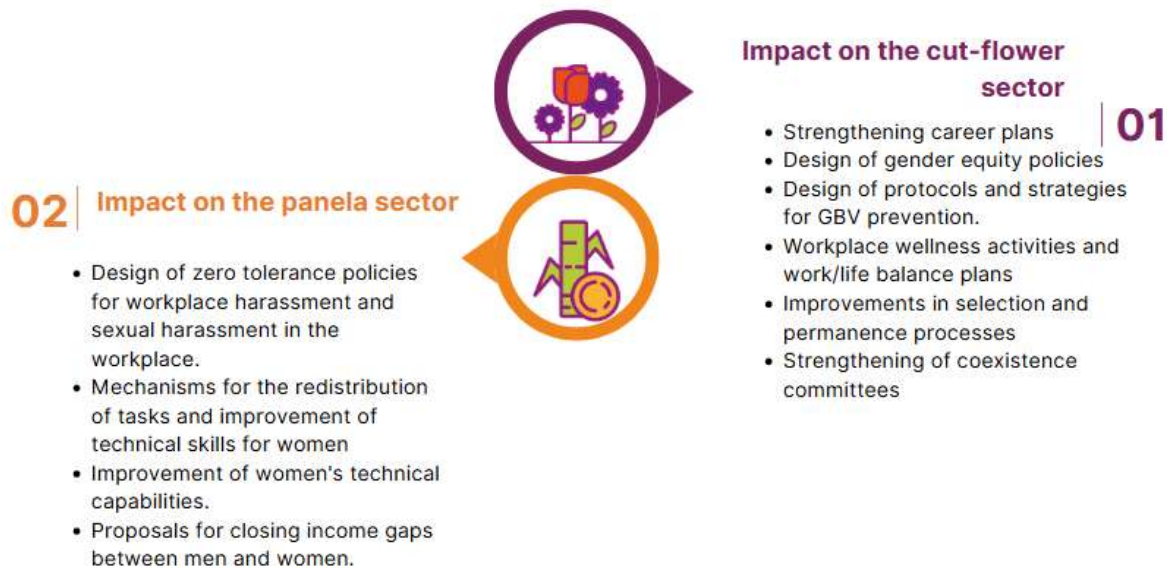 Impact on the cut-flower
sector
01
• Strengthening career plans
• Design of gender equity policies
• Design of protocols and strategies
for GBV prevention.
• Workplace wellness activities and
work/life balance plans
• Improvements in selection and
permanence processes
• Strengthening of coexistence
committees
02
Impact on the panela sector
• Design of zero tolerance policies
for workplace harassment and
sexual harassment in the
workplace.
• Mechanisms for the redistribution
of tasks and improvement of
technical skills for women
• Improvement of women's technical
capabilities.
• Proposals for closing income gaps
between men and women.